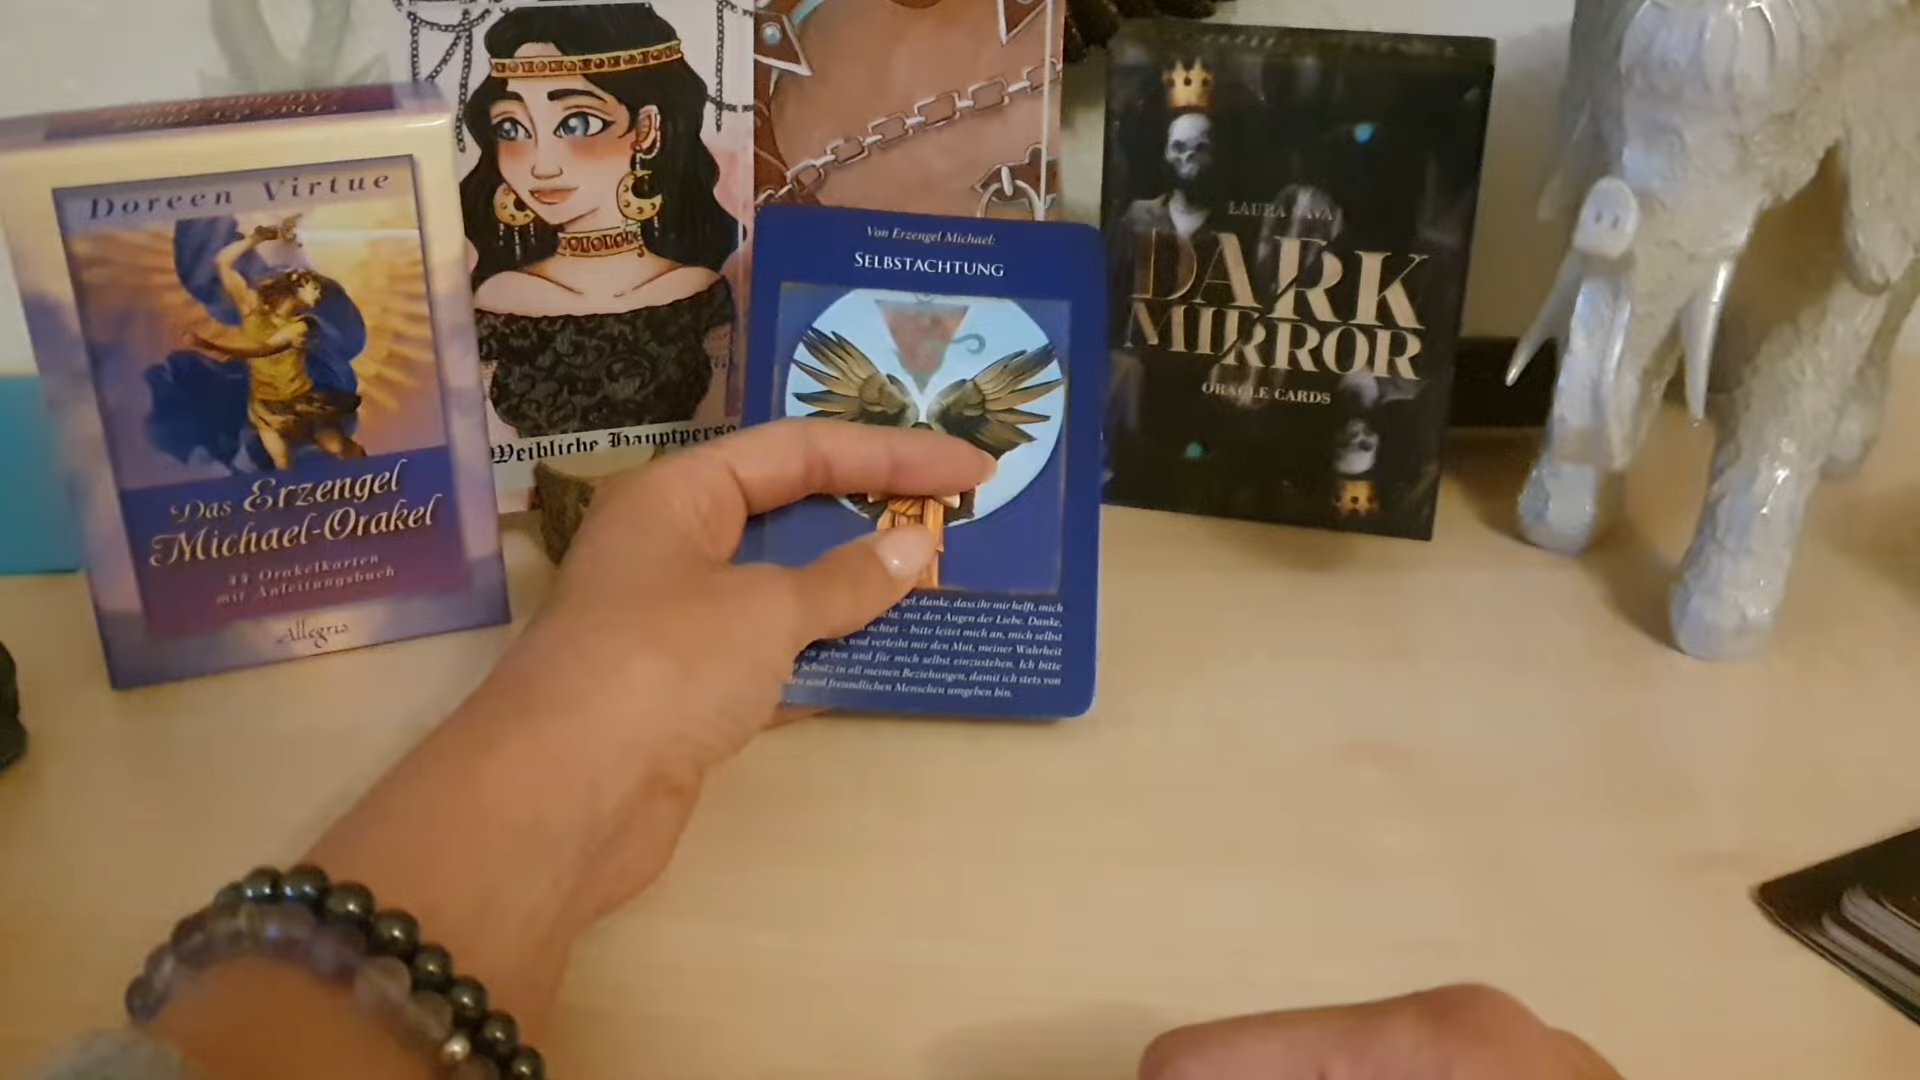 Doreen Virtue
Das Erzengel
Michael-Orakel
44 Orakelkarten
mit Anleitungsbuch
Allegria
Weibliche Hauptperso
Von Erzengel Michael:
SELBSTACHTUNG
gel, danke, dass ihr mir helft, mich
cht: mit den Augen der Liebe. Danke,
achtet – bitte leitet mich an, mich selbst
und verleiht mir den Mut, meiner Wahrheit
zu geben und für mich selbst einzustehen. Ich bitte
Schutz in all meinen Beziehungen, damit ich stets von
und freundlichen Menschen umgeben bin.
LAURA
DARK
MIRROR
ORACLE CARDS